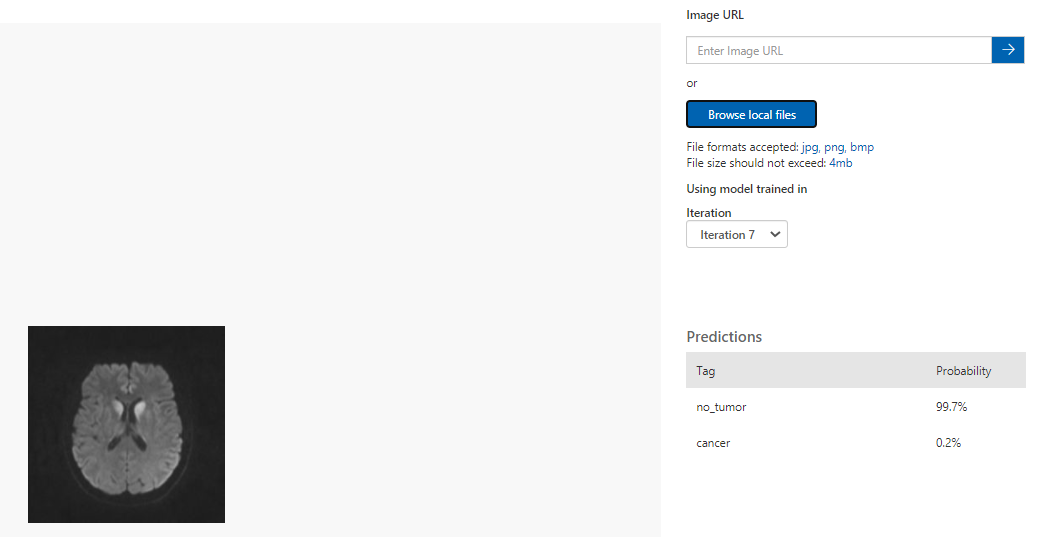 Image URL
Enter Image URL
or
Browse local files
File formats accepted: jpg, png, bmp
File size should not exceed: 4mb
Using model trained in
Iteration
Iteration 7
Predictions
Tag Probability
no_tumor 99.7%
cancer 0.2%